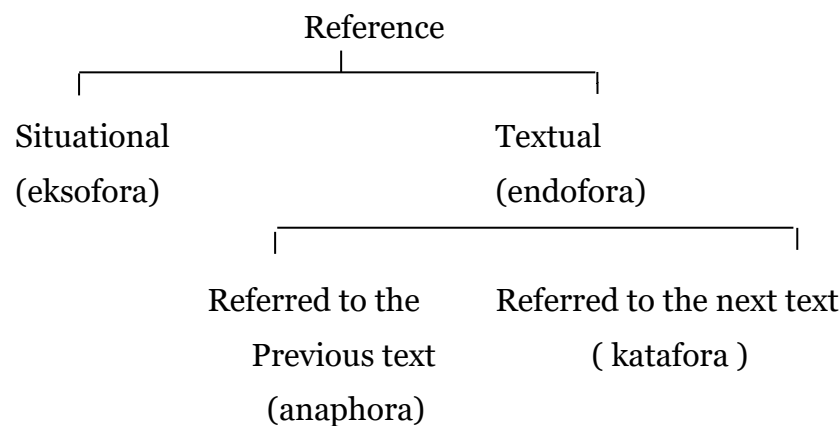 Reference
Situational Textual
(eksofora) (endofora)
Referred to the Referred to the next text
Previous text ( katafora )
(anaphora)